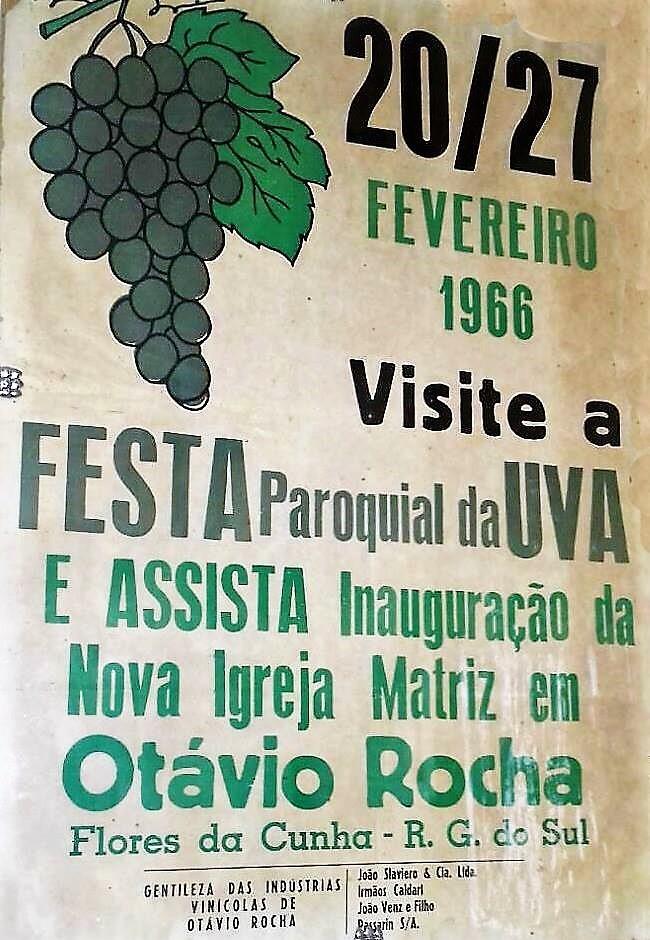 20/27
FEVEREIRO
1966
Visite a
FESTA Paroquial da UVA
E ASSISTA Inauguração da
Nova Igreja Matriz em
Otávio Rocha
Flores da Cunha - R. G. do Sul
GENTILEZA DAS INDÚSTRIAS
VINÍCOLAS DE
OTÁVIO ROCHA
João Slaviero & Cia. Ltda.
Irmãos Caldart
João Venz e Filho
Passarin S/A.